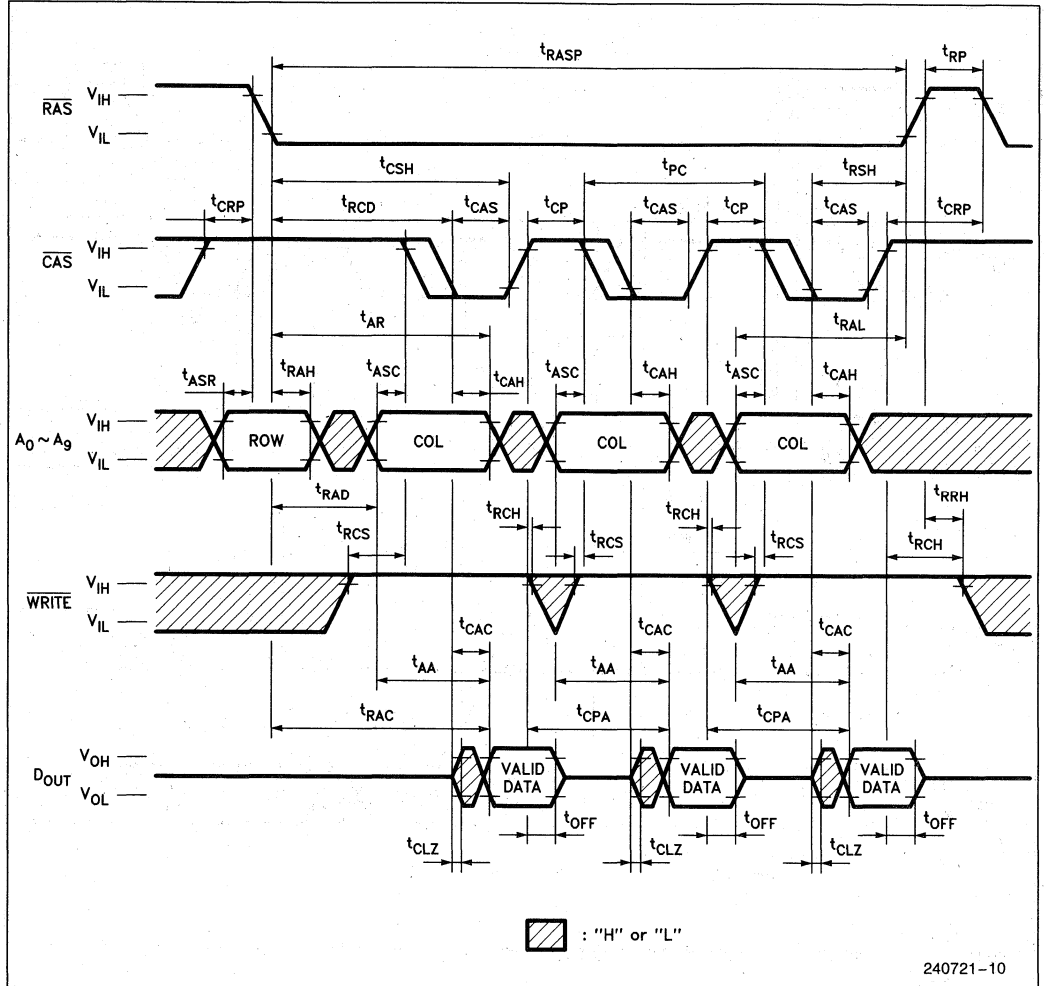 tRASP
tRP
RAS
VIH
VIL
tCSH
tPC
tRSH
tCRP
tRCD
tCAS
tCP
tCAS
tCP
tCAS
tCRP
CAS
VIH
VIL
tAR
tRAL
tASR
tRAH
tASC
tCAH
tASC
tCAH
tASC
tCAH
A0 ~ A9
VIH
VIL
ROW
COL
COL
COL
tRAD
tRCH
tRCH
tRRH
tRCS
tRCS
tRCS
tRCH
WRITE
VIH
VIL
tCAC
tCAC
tCAC
tAA
tAA
tAA
tRAC
tCPA
tCPA
DOUT
VOH
VOL
VALID
DATA
VALID
DATA
VALID
DATA
tOFF
tOFF
tOFF
tCLZ
tCLZ
tCLZ
: "H" or "L"
240721–10